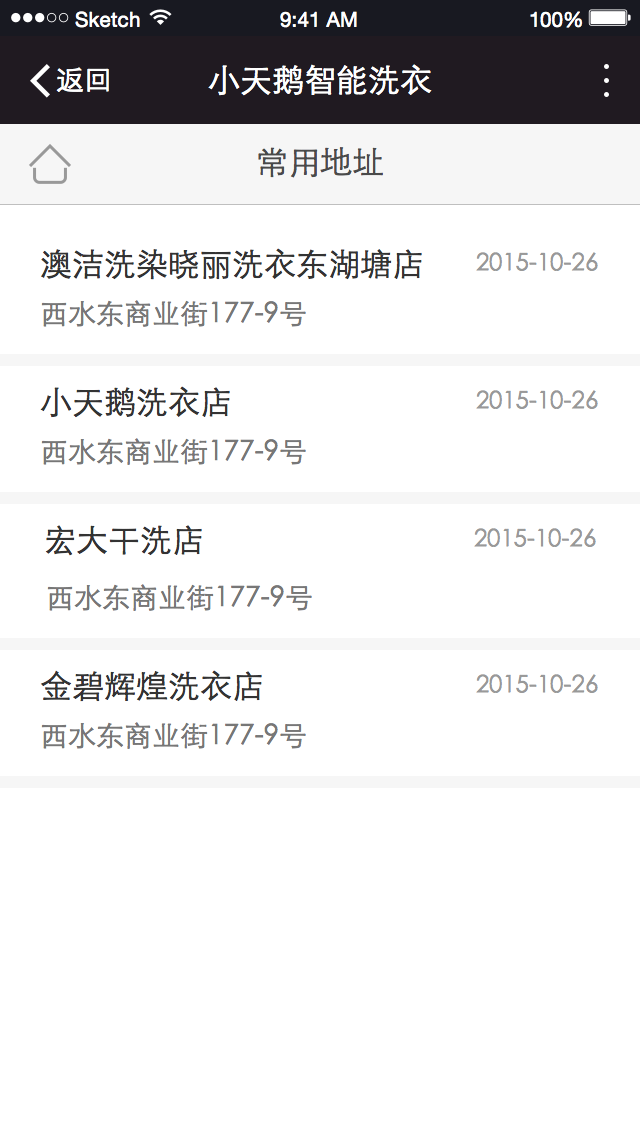 Sketch 9:41 AM 100%
返回 小天鹅智能洗衣
常用地址
澳洁洗染晓丽洗衣东湖塘店 2015-10-26
西水东商业街177-9号
小天鹅洗衣店 2015-10-26
西水东商业街177-9号
宏大干洗店 2015-10-26
西水东商业街177-9号
金碧辉煌洗衣店 2015-10-26
西水东商业街177-9号